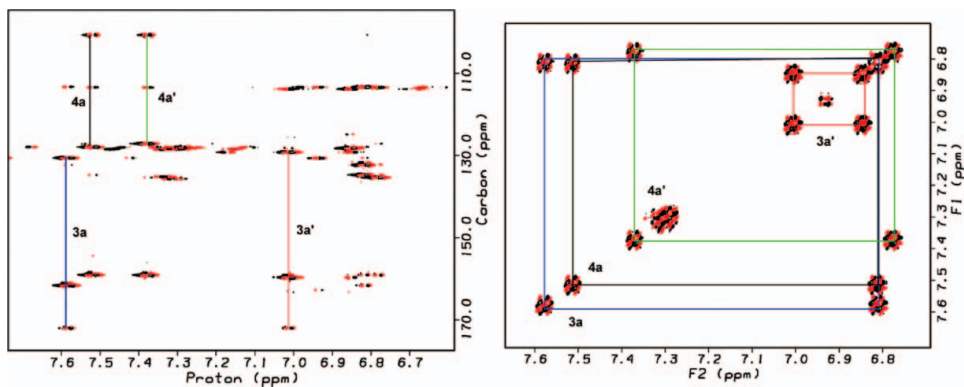 4a
4a'
3a
3a'
110.0
130.0
150.0
170.0
Carbon (ppm)
7.6 7.5 7.4 7.3 7.2 7.1 7.0 6.9 6.8 6.7
Proton (ppm)
3a'
4a'
4a
3a
6.8
6.9
7.0
7.1
7.2
7.3
7.4
7.5
7.6
F1 (ppm)
7.6 7.5 7.4 7.3 7.2 7.1 7.0 6.9 6.8
F2 (ppm)